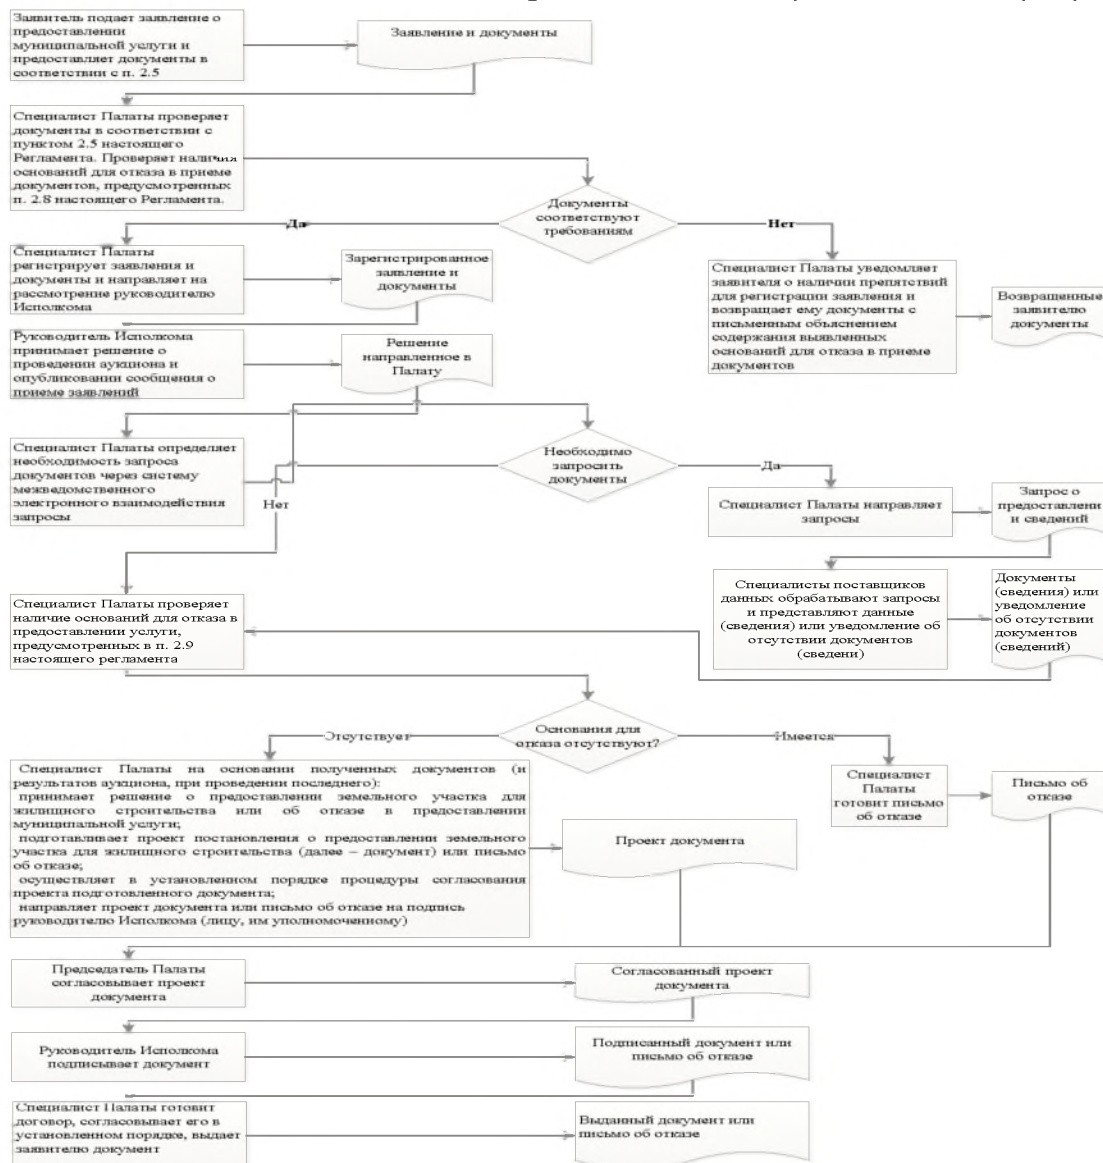 Заявитель подает заявление о
предоставлении
муниципальной услуги и
предоставляет документы в
соответствии с п. 2.5
Заявление и документы
Специалист Палаты проверяет
документы в соответствии с
пунктом 2.5 настоящего
Регламента. Проверяет наличия
оснований для отказа в приеме
документов, предусмотренных
п. 2.8 настоящего Регламента.
Документы
соответствуют
требованиям
Да
Нет
Специалист Палаты
регистрирует заявления и
документы и направляет на
рассмотрение руководителю
Исполкома
Зарегистрированное
заявление и
документы
Специалист Палаты уведомляет
заявителя о наличии препятствий
для регистрации заявления и
возвращает ему документы с
письменным объяснением
содержания выявленных
оснований для отказа в приеме
документов
Возвращенные
заявителю
документы
Руководитель Исполкома
принимает решение о
проведении аукциона и
опубликовании сообщения о
приеме заявлений
Решение
направленное в
Палату
Специалист Палаты определяет
необходимость запроса
документов через систему
межведомственного
электронного взаимодействия
запросы
Необходимо
запросить
документы
Да
Нет
Специалист Палаты направляет
запросы
Запрос о
предоставлени
и сведений
Специалисты поставщиков
данных обрабатывают запросы
и представляют данные
(сведения) или уведомление об
отсутствии документов
(сведени)
Документы
(сведения) или
уведомление
об отсутствии
документов
(сведений)
Специалист Палаты проверяет
наличие оснований для отказа в
предоставлении услуги,
предусмотренных в п. 2.9
настоящего регламента
Основания для
отказа отсутствуют?
Отсутствует
Имеется
Специалист Палаты на основании полученных документов (и
результатов аукциона, при проведении последнего):
принимает решение о предоставлении земельного участка для
жилищного строительства или об отказе в предоставлении
муниципальной услуги;
подготавливает проект постановления о предоставлении земельного
участка для жилищного строительства (далее – документ) или письмо
об отказе;
осуществляет в установленном порядке процедуры согласования
проекта подготовленного документа;
направляет проект документа или письмо об отказе на подпись
руководителю Исполкома (лицу, им уполномоченному)
Проект документа
Специалист
Палаты
готовит письмо
об отказе
Письмо об
отказе
Председатель Палаты
согласовывает проект
документа
Согласованный проект
документа
Руководитель Исполкома
подписывает документ
Подписанный документ или
письмо об отказе
Специалист Палаты готовит
договор, согласовывает его в
установленном порядке, выдает
заявителю документ
Выданный документ или
письмо об отказе